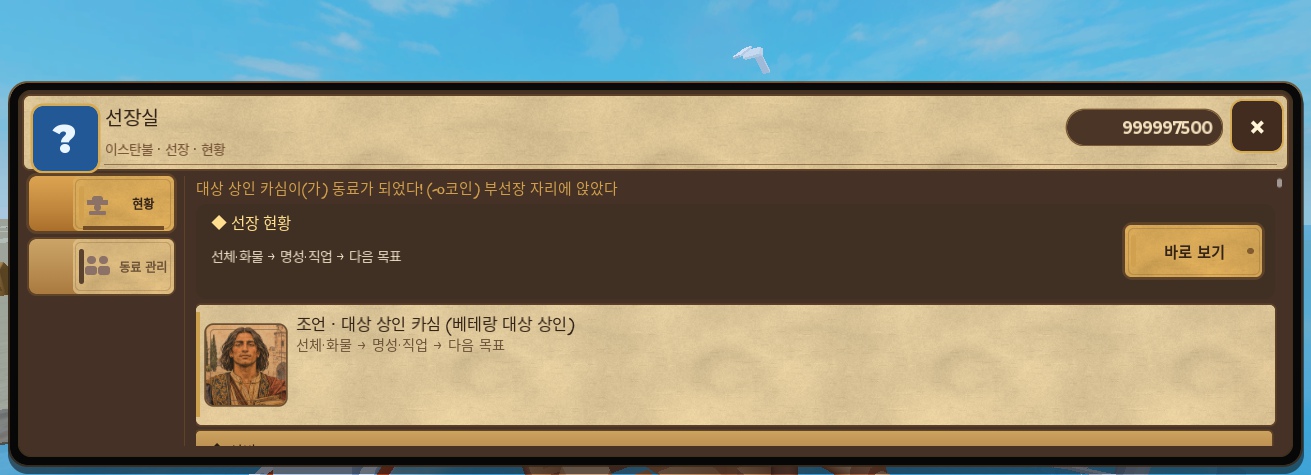 ?
선장실
이스탄불 · 선장 · 현황
999997500
×
현황
동료 관리
대상 상인 카심이(가) 동료가 되었다! (-0코인) 부선장 자리에 앉았다
◆ 선장 현황
선체·화물 → 명성·직업 → 다음 목표
바로 보기
조언 · 대상 상인 카심 (베테랑 대상 상인)
선체·화물 → 명성·직업 → 다음 목표